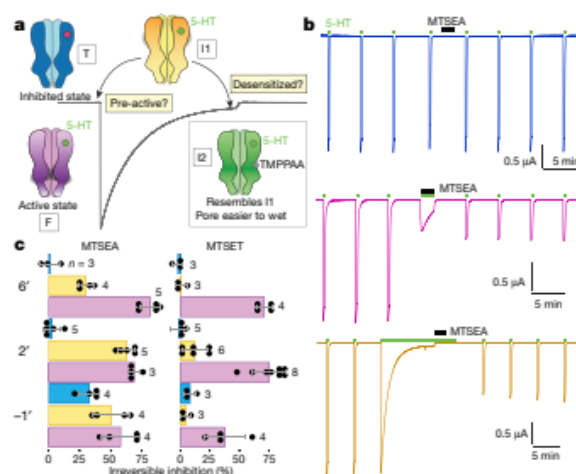 a
5-HT
T
I1
Inhibited state
Pre-active?
Desensitized?
5-HT
5-HT
I2
TMPPAA
Active state
Resembles I1
F
Pore easier to wet
b
5-HT
MTSEA
0.5 µA
5 min
MTSEA
0.5 µA
5 min
MTSEA
0.5 µA
5 min
c
MTSEA
MTSET
n = 3
3
6′
4
3
5
4
5
5
2′
5
6
3
8
4
3
−1′
4
3
4
4
0 25 50 75
0 25 50 75
Irreversible inhibition (%)